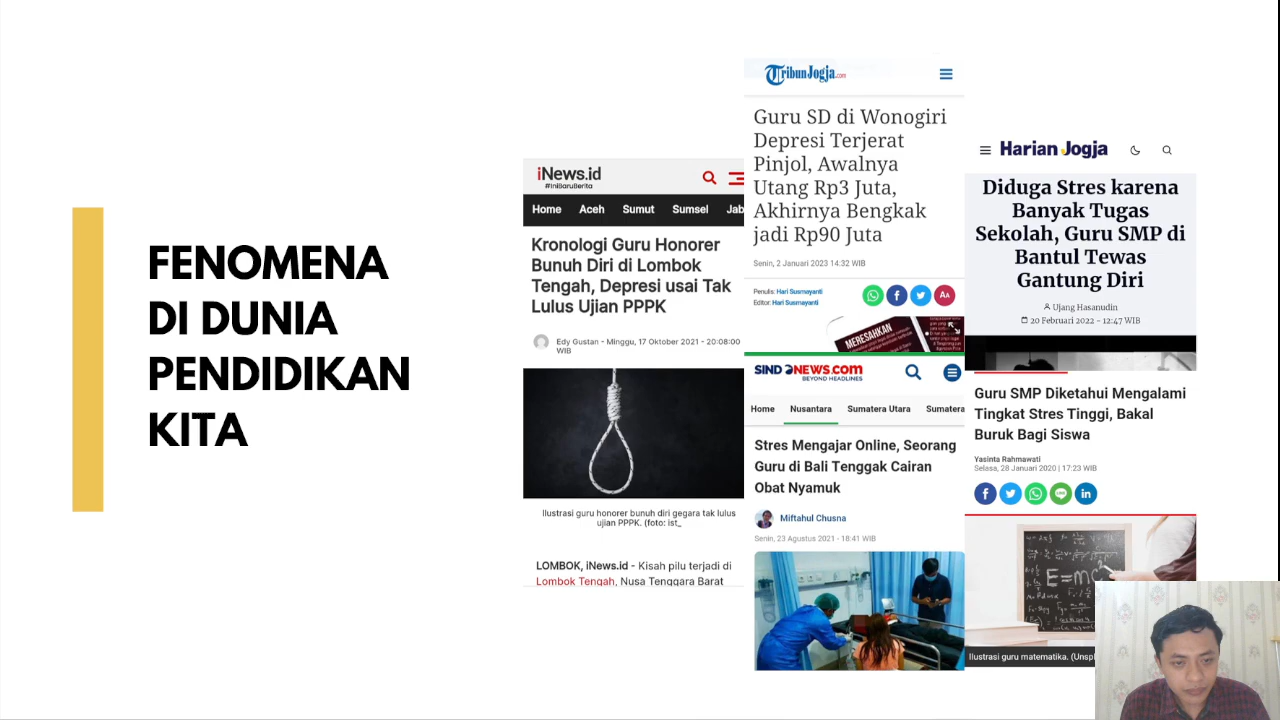 FENOMENA
DI DUNIA
PENDIDIKAN
KITA
iNews.id
#IniBaruBerita
Home Aceh Sumut Sumsel Jab
Kronologi Guru Honorer
Bunuh Diri di Lombok
Tengah, Depresi usai Tak
Lulus Ujian PPPK
Edy Gustan - Minggu, 17 Oktober 2021 - 20:08:00
WIB
Ilustrasi guru honorer bunuh diri gegara tak lulus
ujian PPPK. (foto: ist_
LOMBOK, iNews.id - Kisah pilu terjadi di
Lombok Tengah, Nusa Tenggara Barat
TribunJogja.com
Guru SD di Wonogiri
Depresi Terjerat
Pinjol, Awalnya
Utang Rp3 Juta,
Akhirnya Bengkak
jadi Rp90 Juta
Senin, 2 Januari 2023 14:32 WIB
Penulis: Hari Susmayanti
Editor: Hari Susmayanti
AA
MERESAHKAN
SINDONEWS.com
BEYOND HEADLINES
Home Nusantara Sumatera Utara Sumatera
Stres Mengajar Online, Seorang
Guru di Bali Tenggak Cairan
Obat Nyamuk
Miftahul Chusna
Senin, 23 Agustus 2021 - 18:41 WIB
Harian Jogja
Diduga Stres karena
Banyak Tugas
Sekolah, Guru SMP di
Bantul Tewas
Gantung Diri
Ujang Hasanudin
20 Februari 2022 - 12:47 WIB
Guru SMP Diketahui Mengalami
Tingkat Stres Tinggi, Bakal
Buruk Bagi Siswa
Yasinta Rahmawati
Selasa, 28 Januari 2020 | 17:23 WIB
E=mc²
Ilustrasi guru matematika. (Unspl